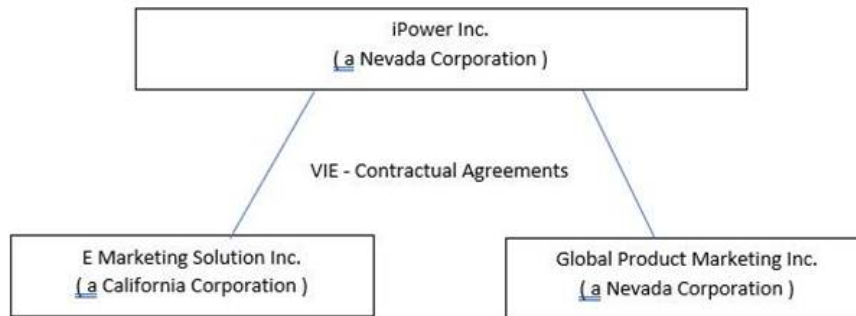 iPower Inc.
( a Nevada Corporation )
VIE - Contractual Agreements
E Marketing Solution Inc.
( a California Corporation )
Global Product Marketing Inc.
( a Nevada Corporation )